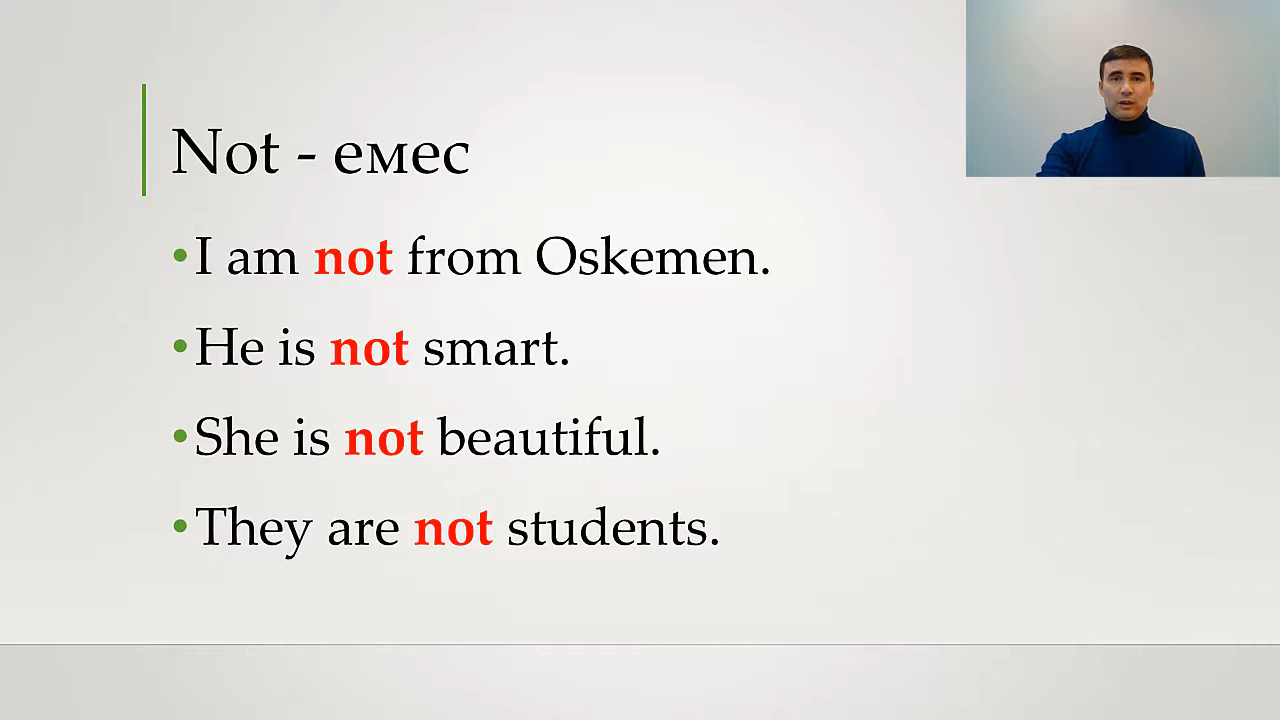 Not - емес
•I am not from Oskemen.
•He is not smart.
•She is not beautiful.
•They are not students.